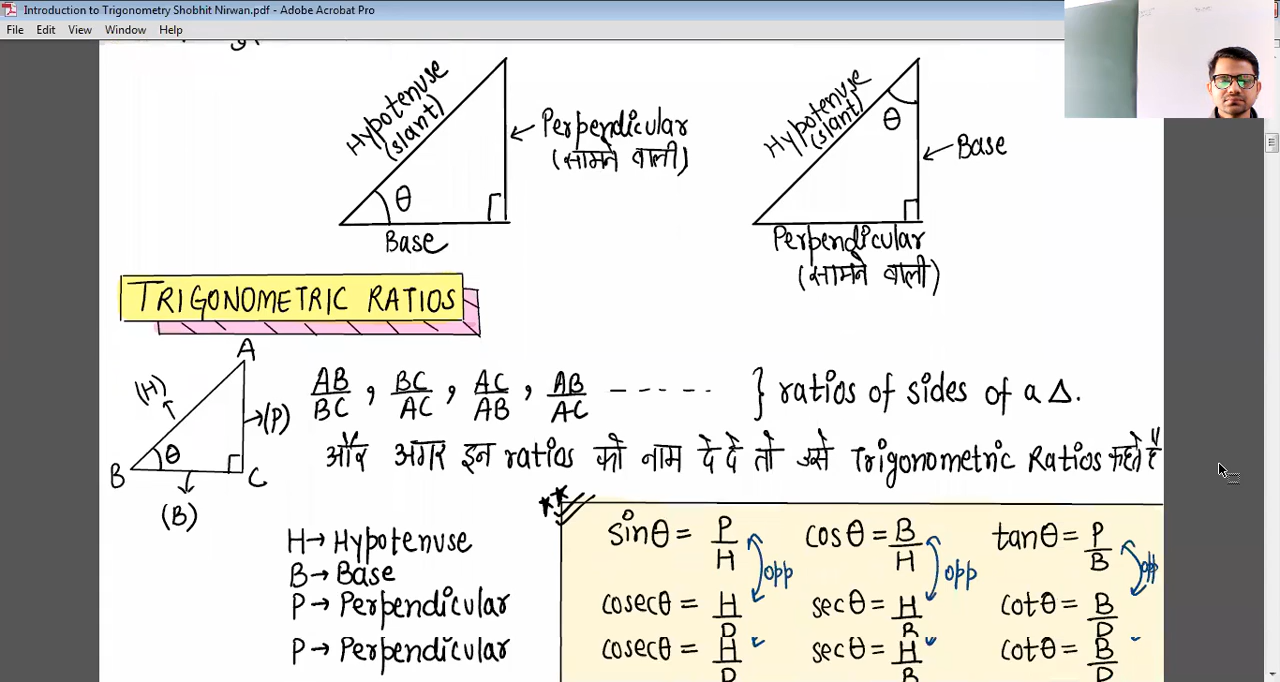 Introduction to Trigonometry Shobhit Nirwan.pdf - Adobe Acrobat Pro
File Edit View Window Help
Hypotenuse (slant)
θ
Perpendicular
(सामने वाली)
Base
Hypotenuse (slant)
θ
Base
Perpendicular
(सामने वाली)
TRIGONOMETRIC RATIOS
A
(H)
(P)
θ
B
C
(B)
AB/BC , BC/AC , AC/AB , AB/AC ------ } ratios of sides of a Δ.
और अगर इन ratios को नाम दे दे तो उसे Trigonometric Ratios कहते हैं
H→ Hypotenuse
B→ Base
P→ Perpendicular
P→ Perpendicular
sinθ = P/H opp cosθ = B/H opp tanθ = P/B opp
cosecθ = H/P secθ = H/B cotθ = B/P
cosecθ = H/P secθ = H/B cotθ = B/P